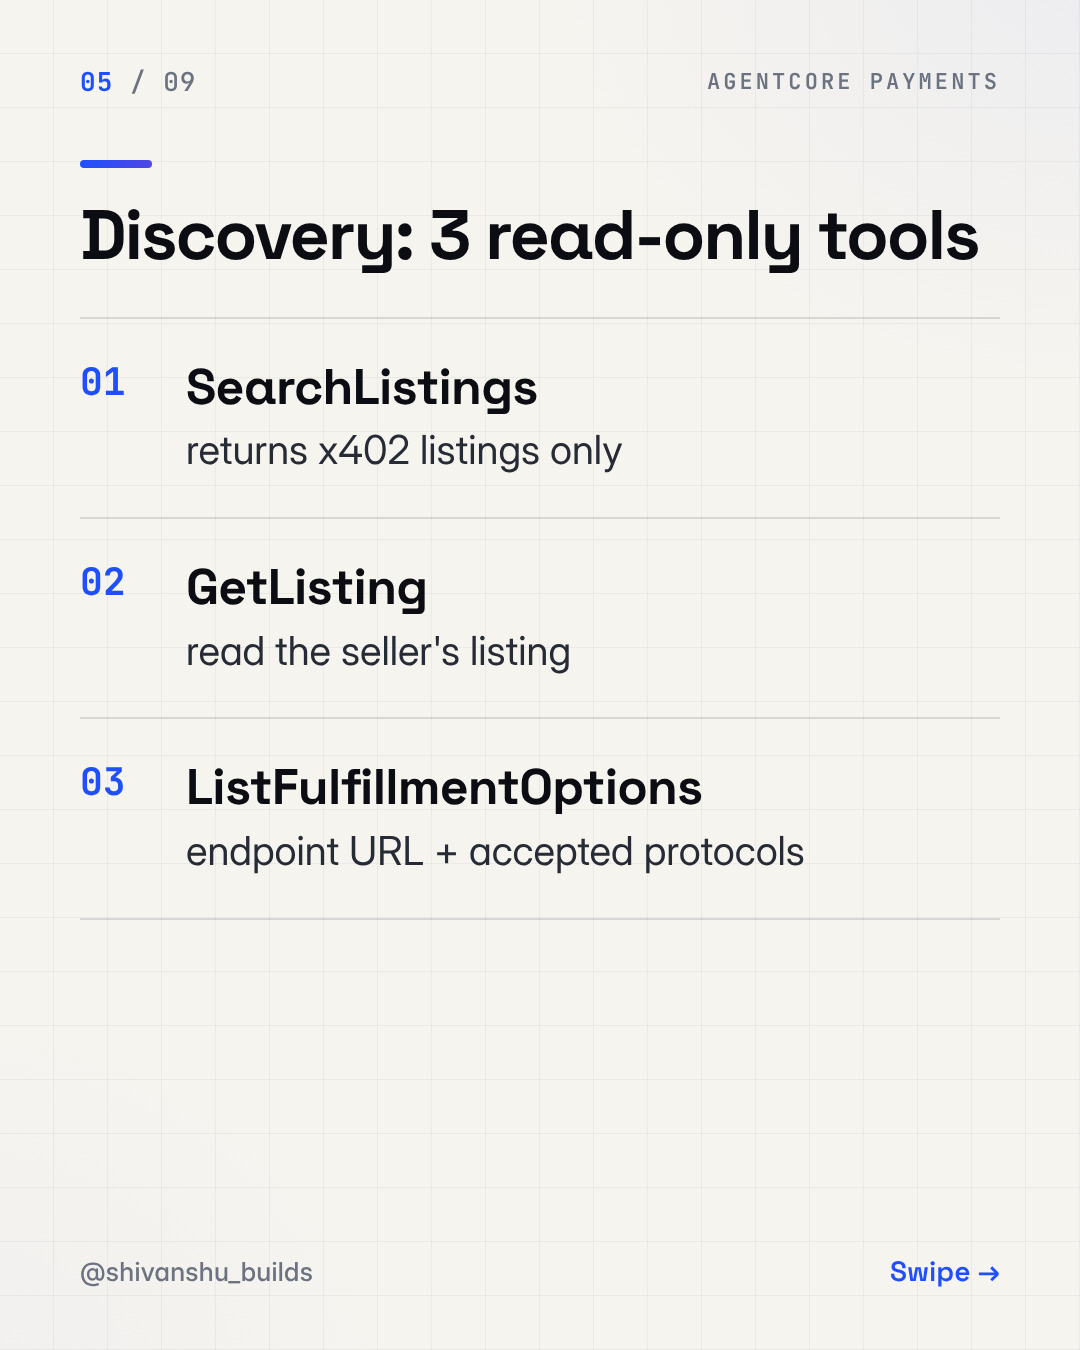 05 / 09
AGENTCORE PAYMENTS
Discovery: 3 read-only tools
01
SearchListings
returns x402 listings only
02
GetListing
read the seller's listing
03
ListFulfillmentOptions
endpoint URL + accepted protocols
@shivanshu_builds
Swipe →